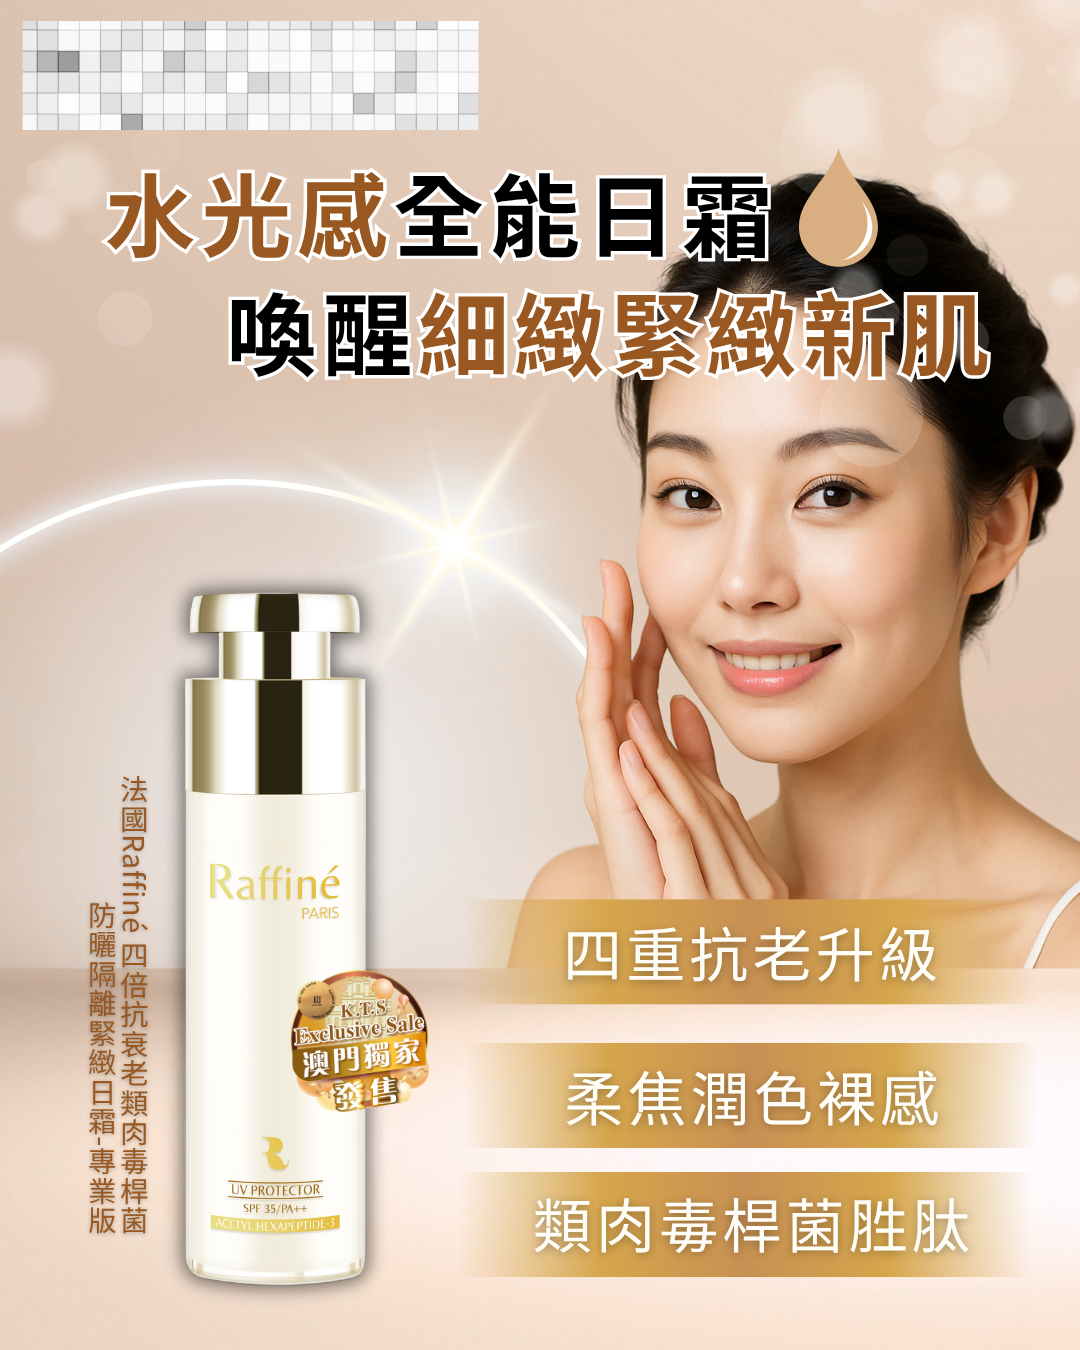 水光感全能日霜
喚醒細緻緊緻新肌
法國Raffiné 四倍抗衰老類肉毒桿菌
防曬隔離緊緻日霜-專業版
Raffiné
PARIS
K.T.S
Exclusive Sale
澳門獨家
發售
UV PROTECTOR
SPF 35/PA++
ACETYL HEXAPEPTIDE-3
四重抗老升級
柔焦潤色裸感
類肉毒桿菌胜肽